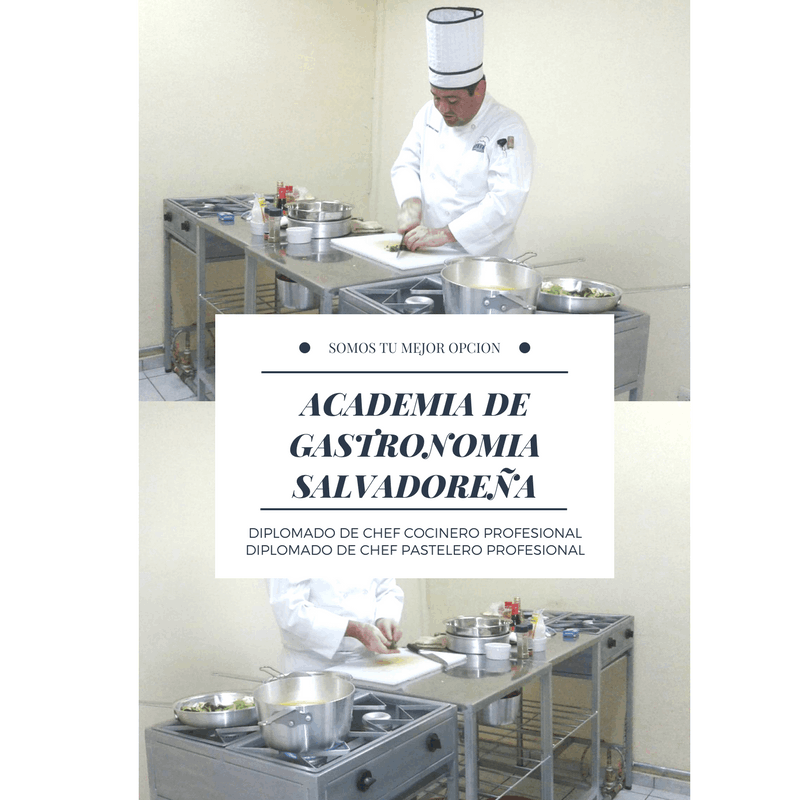 SOMOS TU MEJOR OPCION
ACADEMIA DE
GASTRONOMIA
SALVADOREÑA
DIPLOMADO DE CHEF COCINERO PROFESIONAL
DIPLOMADO DE CHEF PASTELERO PROFESIONAL